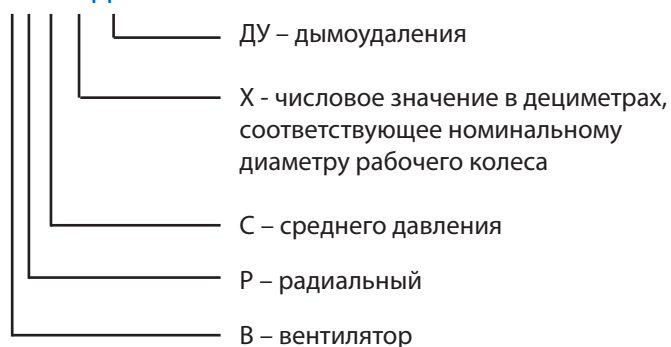 ДУ – дымоудаления
Х - числовое значение в дециметрах,
соответствующее номинальному
диаметру рабочего колеса
С – среднего давления
Р – радиальный
В – вентилятор